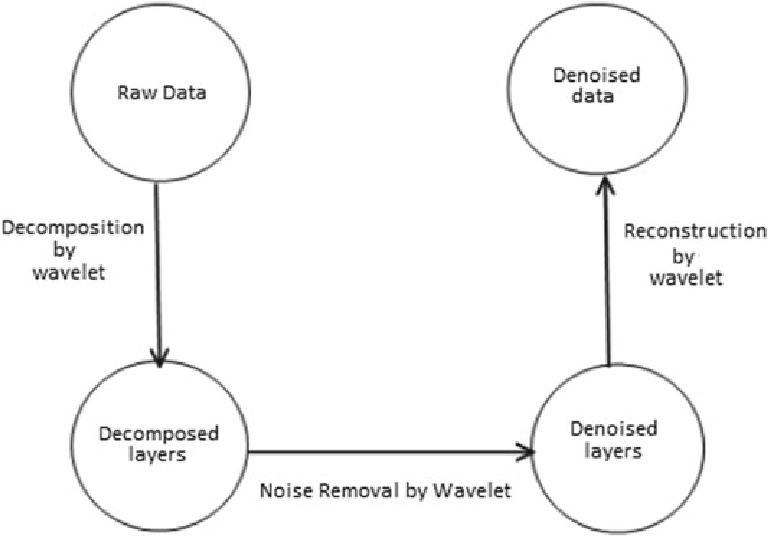 Raw Data
Denoised
data
Decomposition
by
wavelet
Reconstruction
by
wavelet
Decomposed
layers
Denoised
layers
Noise Removal by Wavelet